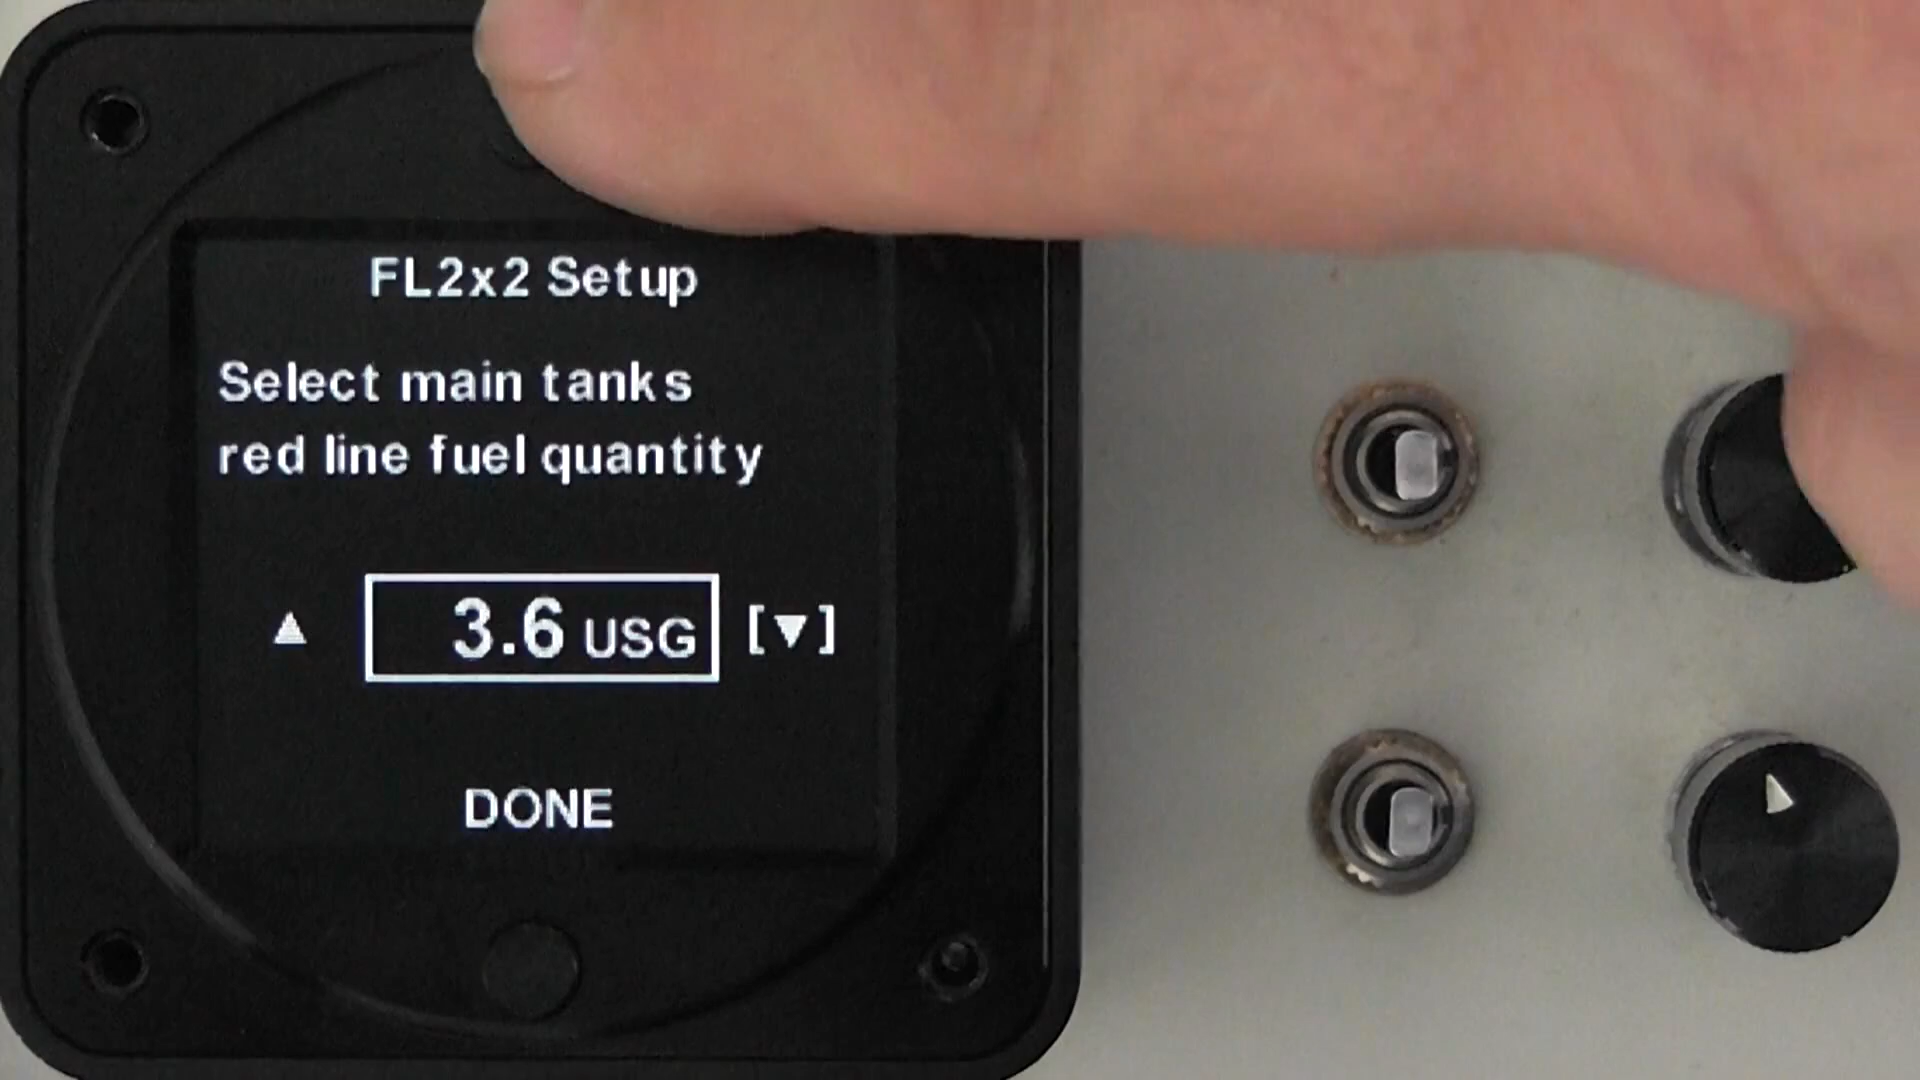 FL2x2 Setup
Select main tanks
red line fuel quantity
▲ 3.6 USG [▼]
DONE